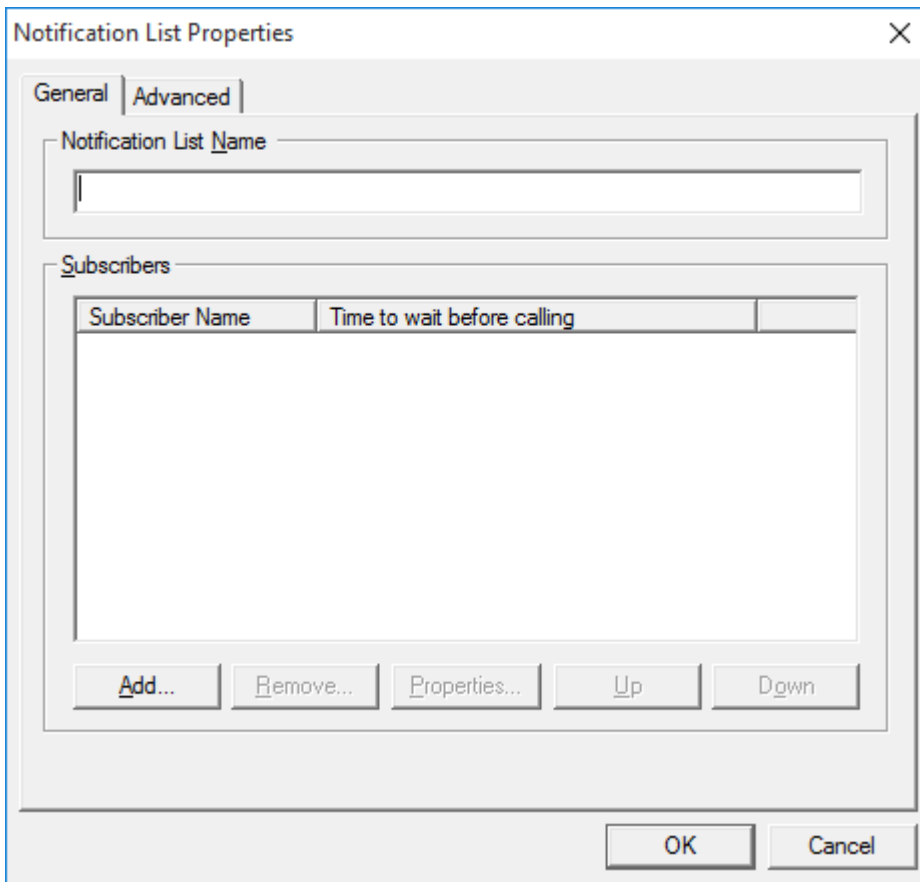 Notification List Properties
General Advanced
Notification List Name
Subscribers
Subscriber Name Time to wait before calling
Add... Remove... Properties... Up Down
OK Cancel